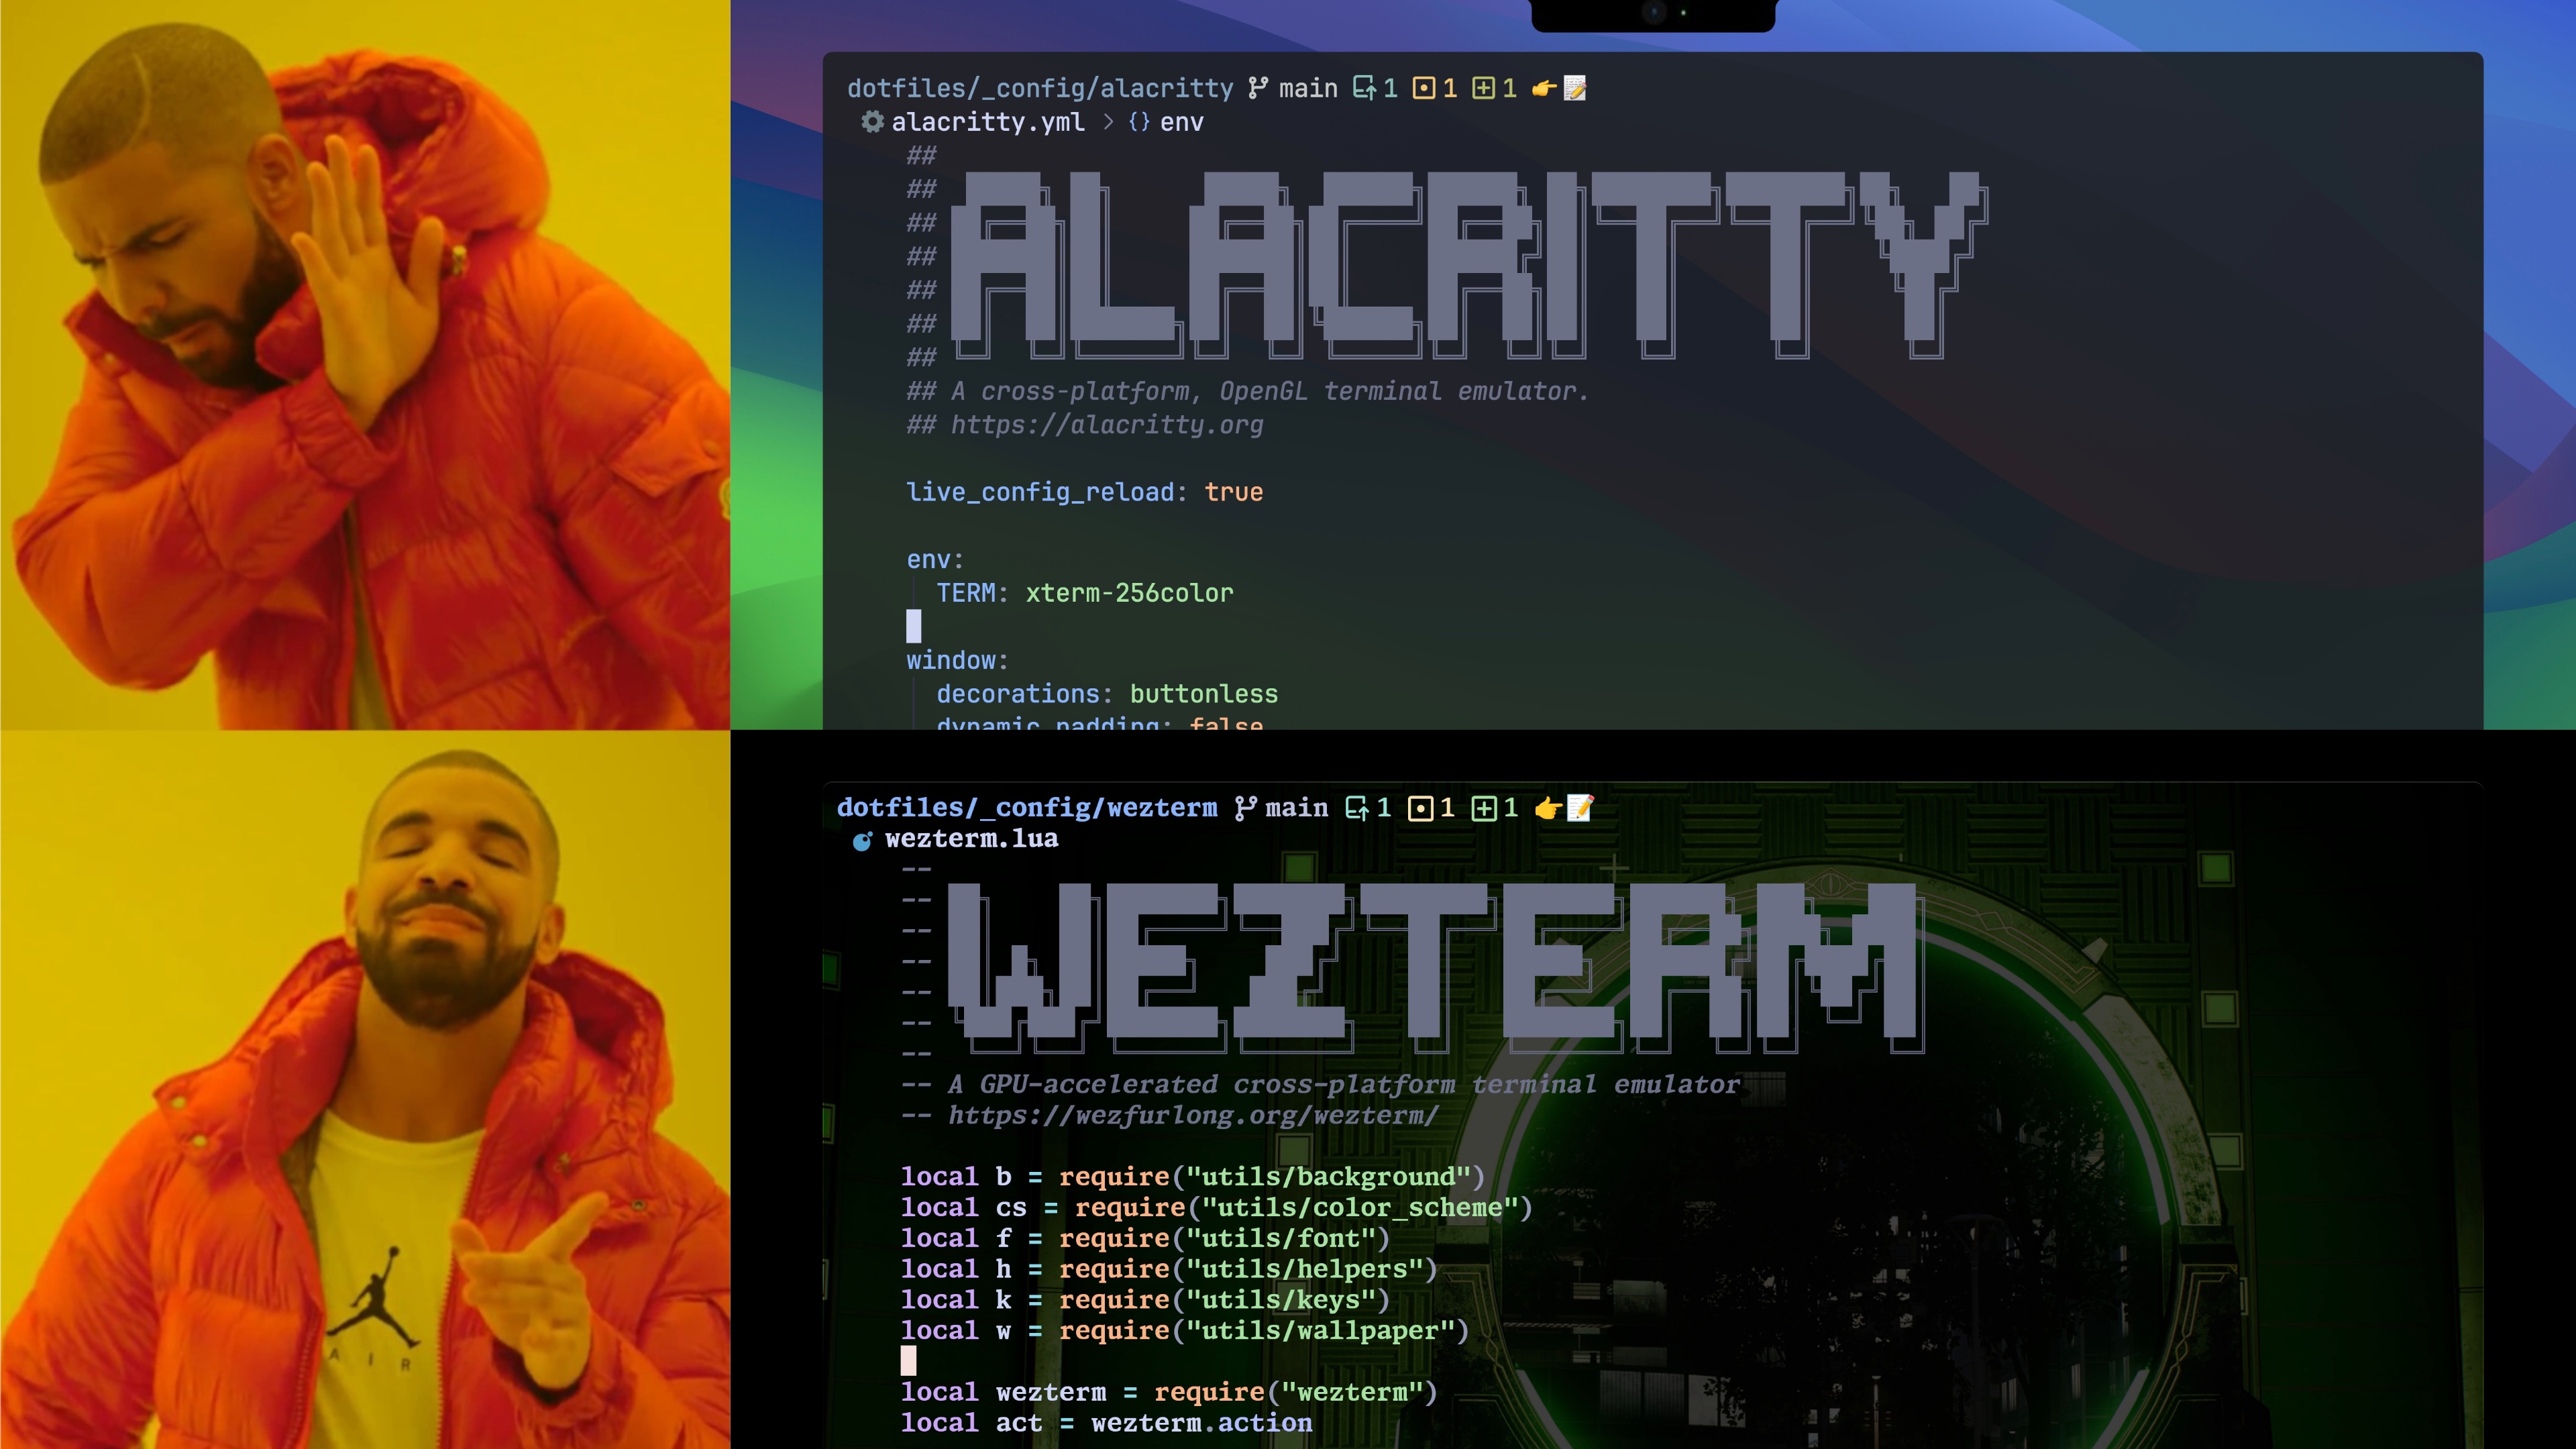 dotfiles/_config/alacritty main 1 1 1 👉📝
alacritty.yml > {} env
##
## ALACRITTY
##
##
##
##
##
## A cross-platform, OpenGL terminal emulator.
## https://alacritty.org
live_config_reload: true
env:
TERM: xterm-256color
window:
decorations: buttonless
dynamic_padding: false
dotfiles/_config/wezterm main 1 1 1 👉📝
wezterm.lua
--
-- WEZTERM
--
--
--
--
--
-- A GPU-accelerated cross-platform terminal emulator
-- https://wezfurlong.org/wezterm/
local b = require("utils/background")
local cs = require("utils/color_scheme")
local f = require("utils/font")
local h = require("utils/helpers")
local k = require("utils/keys")
local w = require("utils/wallpaper")
local wezterm = require("wezterm")
local act = wezterm.action
AIR